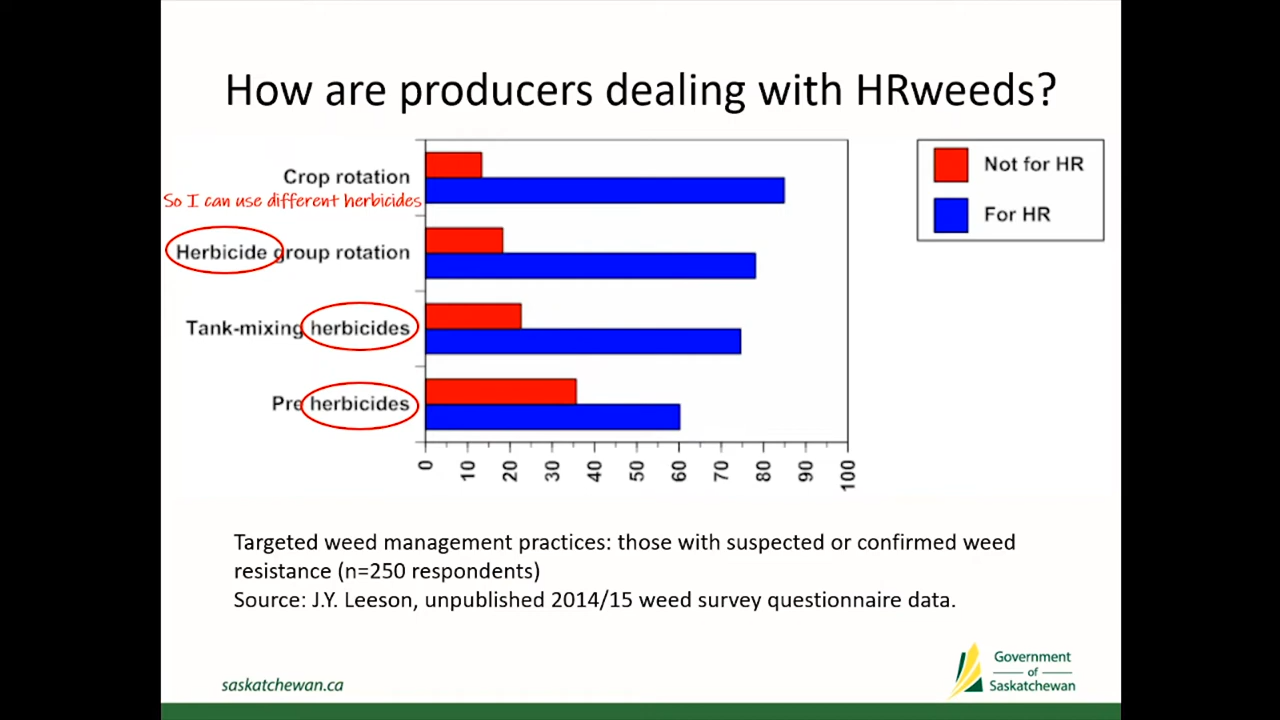 How are producers dealing with HRweeds?
Not for HR
For HR
Crop rotation
So I can use different herbicides
Herbicide group rotation
Tank-mixing herbicides
Pre herbicides
0 10 20 30 40 50 60 70 80 90 100
Targeted weed management practices: those with suspected or confirmed weed
resistance (n=250 respondents)
Source: J.Y. Leeson, unpublished 2014/15 weed survey questionnaire data.
saskatchewan.ca
Government
of
Saskatchewan